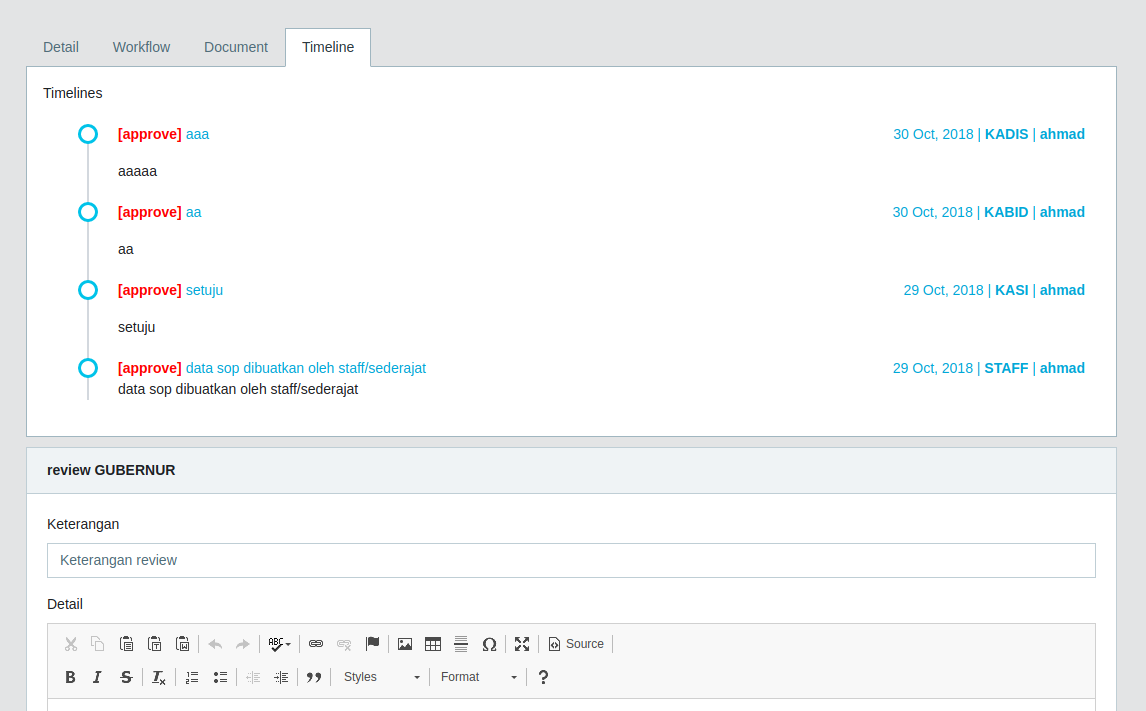 Detail Workflow Document Timeline
Timelines
[approve] aaa 30 Oct, 2018 | KADIS | ahmad
aaaaa
[approve] aa 30 Oct, 2018 | KABID | ahmad
aa
[approve] setuju 29 Oct, 2018 | KASI | ahmad
setuju
[approve] data sop dibuatkan oleh staff/sederajat 29 Oct, 2018 | STAFF | ahmad
data sop dibuatkan oleh staff/sederajat
review GUBERNUR
Keterangan
Keterangan review
Detail
ABC Ω Source
B I S Tx Styles Format ?